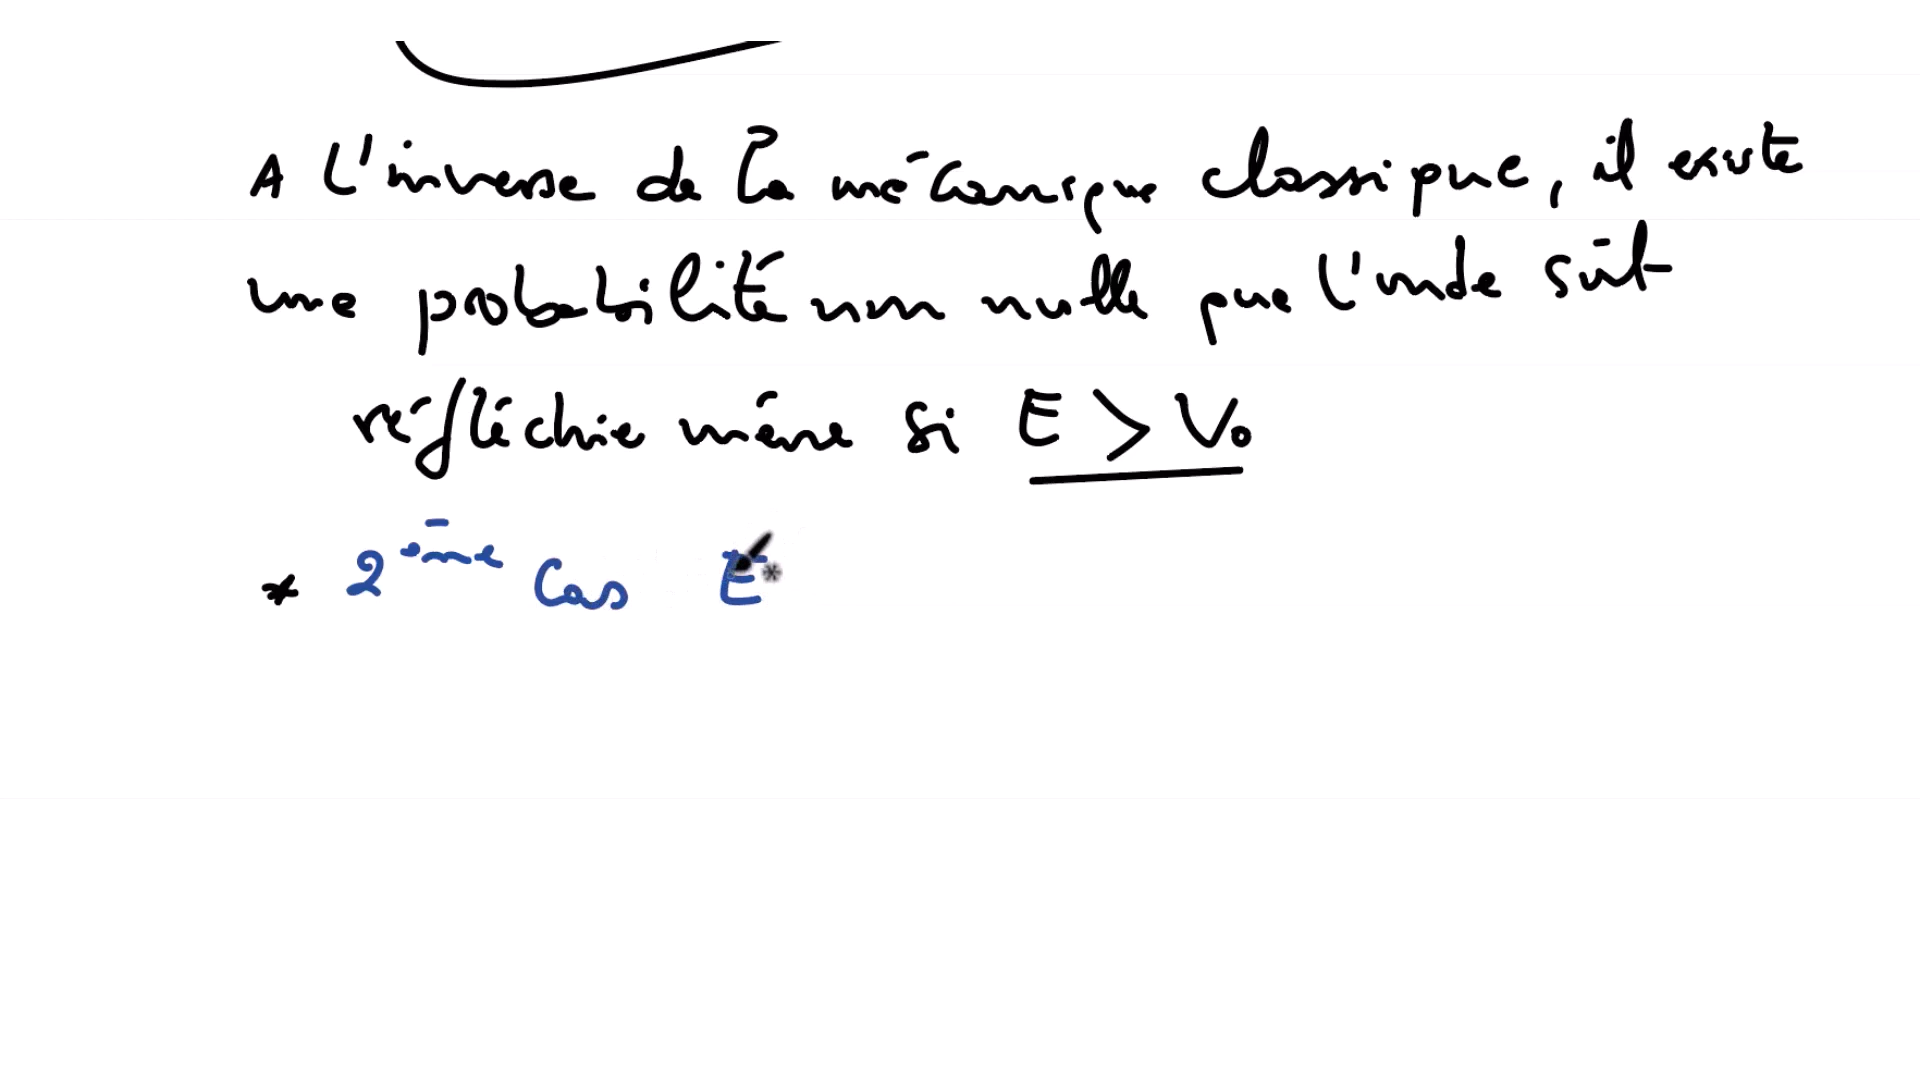 A l'inverse de la mécanique classique, il existe
une probabilité non nulle que l'onde soit
réfléchie même si E > V₀
* 2ème Cas E